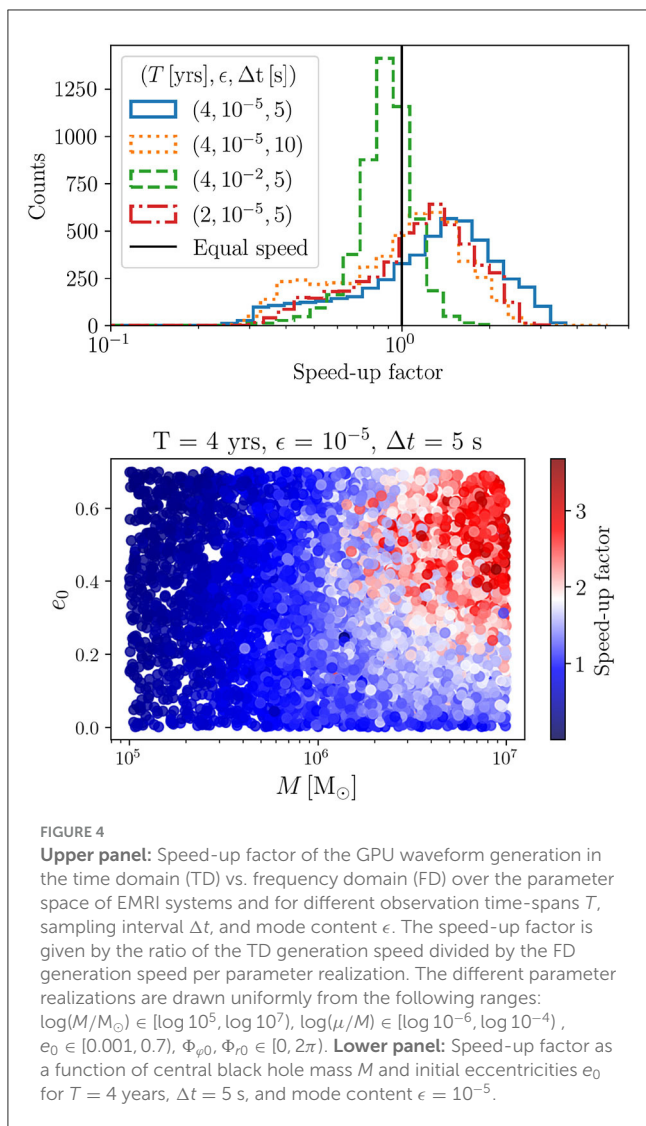 (T [yrs], ϵ, Δt [s])
(4, 10⁻⁵, 5)
(4, 10⁻⁵, 10)
(4, 10⁻², 5)
(2, 10⁻⁵, 5)
Equal speed
Counts
1250
1000
750
500
250
0
10⁻¹
10⁰
Speed-up factor
T = 4 yrs, ϵ = 10⁻⁵, Δt = 5 s
e₀
0.6
0.4
0.2
0.0
10⁵
10⁶
10⁷
M [M⊙]
3
2
1
Speed-up factor
FIGURE 4
Upper panel: Speed-up factor of the GPU waveform generation in
the time domain (TD) vs. frequency domain (FD) over the parameter
space of EMRI systems and for different observation time-spans T,
sampling interval Δt, and mode content ϵ. The speed-up factor is
given by the ratio of the TD generation speed divided by the FD
generation speed per parameter realization. The different parameter
realizations are drawn uniformly from the following ranges:
log(M/M⊙) ∈ [log 10⁵, log 10⁷), log(μ/M) ∈ [log 10⁻⁶, log 10⁻⁴) ,
e₀ ∈ [0.001, 0.7), Φφ0, Φr0 ∈ [0, 2π). Lower panel: Speed-up factor as
a function of central black hole mass M and initial eccentricities e₀
for T = 4 years, Δt = 5 s, and mode content ϵ = 10⁻⁵.